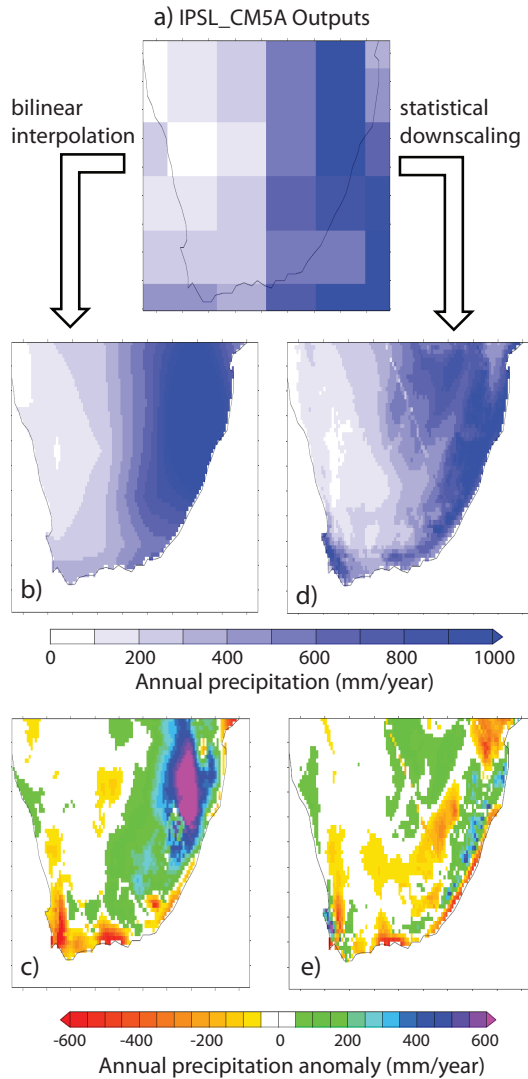 a) IPSL_CM5A Outputs
bilinear
interpolation
statistical
downscaling
b)
d)
0 200 400 600 800 1000
Annual precipitation (mm/year)
c)
e)
-600 -400 -200 0 200 400 600
Annual precipitation anomaly (mm/year)